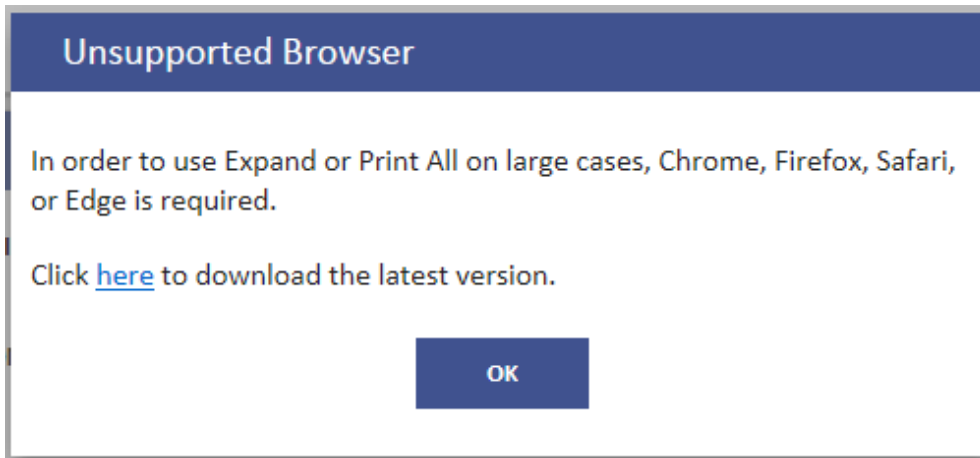 Unsupported Browser
In order to use Expand or Print All on large cases, Chrome, Firefox, Safari,
or Edge is required.
Click here to download the latest version.
OK